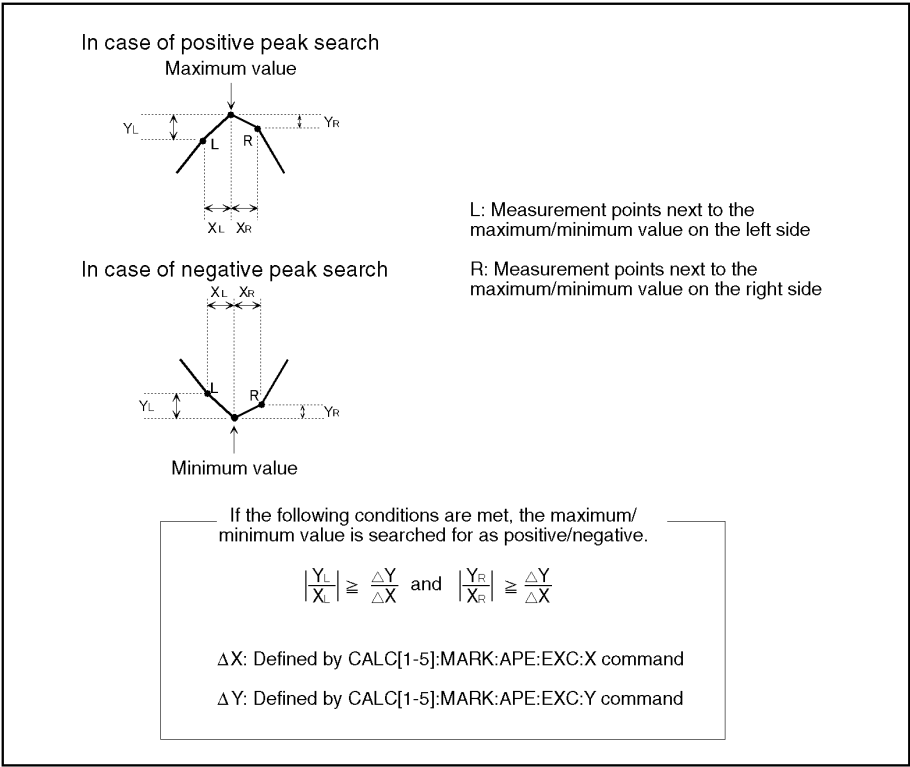 In case of positive peak search
Maximum value
YL
YR
L
R
XL XR
L: Measurement points next to the
maximum/minimum value on the left side
R: Measurement points next to the
maximum/minimum value on the right side
In case of negative peak search
XL XR
L
R
YL
YR
Minimum value
If the following conditions are met, the maximum/
minimum value is searched for as positive/negative.
|YL/XL| ≧ △Y/△X and |YR/XR| ≧ △Y/△X
ΔX: Defined by CALC[1-5]:MARK:APE:EXC:X command
ΔY: Defined by CALC[1-5]:MARK:APE:EXC:Y command